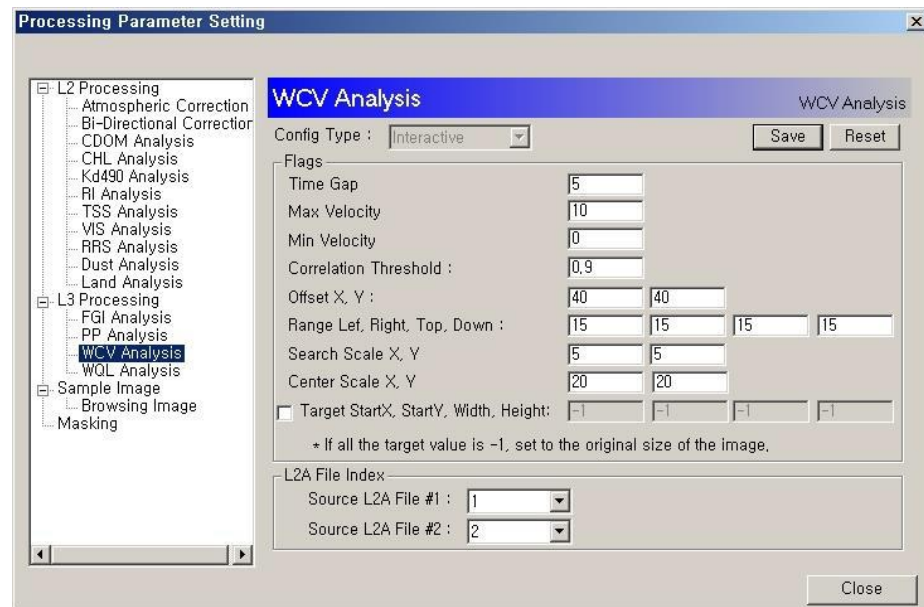 Processing Parameter Setting
L2 Processing
Atmospheric Correction
Bi-Directional Correction
CDOM Analysis
CHL Analysis
Kd490 Analysis
RI Analysis
TSS Analysis
VIS Analysis
RRS Analysis
Dust Analysis
Land Analysis
L3 Processing
FGI Analysis
PP Analysis
WCV Analysis
WQL Analysis
Sample Image
Browsing Image
Masking
WCV Analysis
WCV Analysis
Config Type : Interactive
Save
Reset
Flags
Time Gap 5
Max Velocity 10
Min Velocity 0
Correlation Threshold : 0.9
Offset X, Y : 40 40
Range Lef, Right, Top, Down : 15 15 15 15
Search Scale X, Y 5 5
Center Scale X, Y 20 20
Target StartX, StartY, Width, Height: -1 -1 -1 -1
* If all the target value is -1, set to the original size of the image.
L2A File Index
Source L2A File #1 : 1
Source L2A File #2 : 2
Close